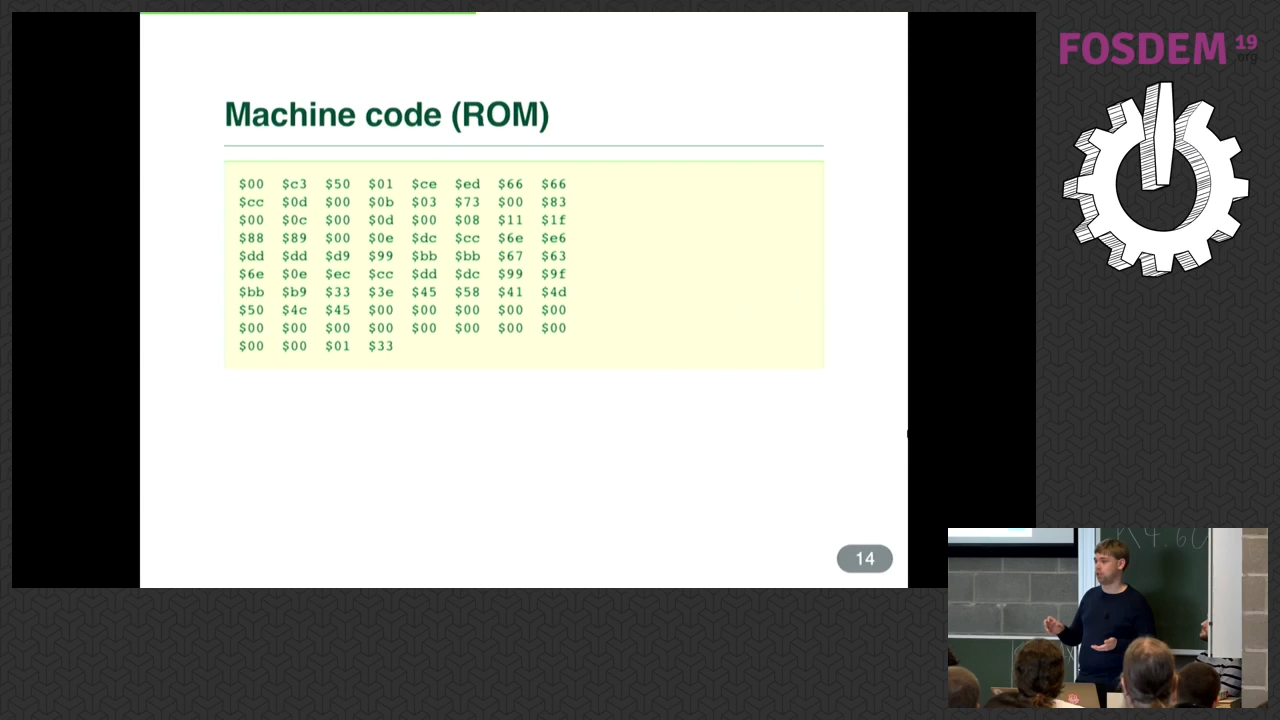 FOSDEM 19
.org
Machine code (ROM)
$00 $c3 $50 $01 $ce $ed $66 $66
$cc $0d $00 $0b $03 $73 $00 $83
$00 $0c $00 $0d $00 $08 $11 $1f
$88 $89 $00 $0e $dc $cc $6e $e6
$dd $dd $d9 $99 $bb $bb $67 $63
$6e $0e $ec $cc $dd $dc $99 $9f
$bb $b9 $33 $3e $45 $58 $41 $4d
$50 $4c $45 $00 $00 $00 $00 $00
$00 $00 $00 $00 $00 $00 $00 $00
$00 $00 $01 $33
14